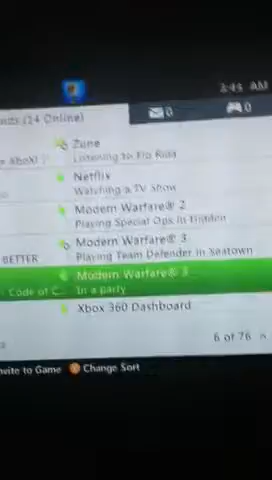 3:45 AM
nds (14 Online)
0
0
Zune
Listening to Flo Rida
Xbox!
Netflix
Watching a TV Show
Modern Warfare® 2
Playing Special Ops in Hidden
Modern Warfare® 3
Playing Team Defender in Seatown
BETTER
Modern Warfare® 3
Code of C... In a party
Xbox 360 Dashboard
6 of 76
nvite to Game Y Change Sort